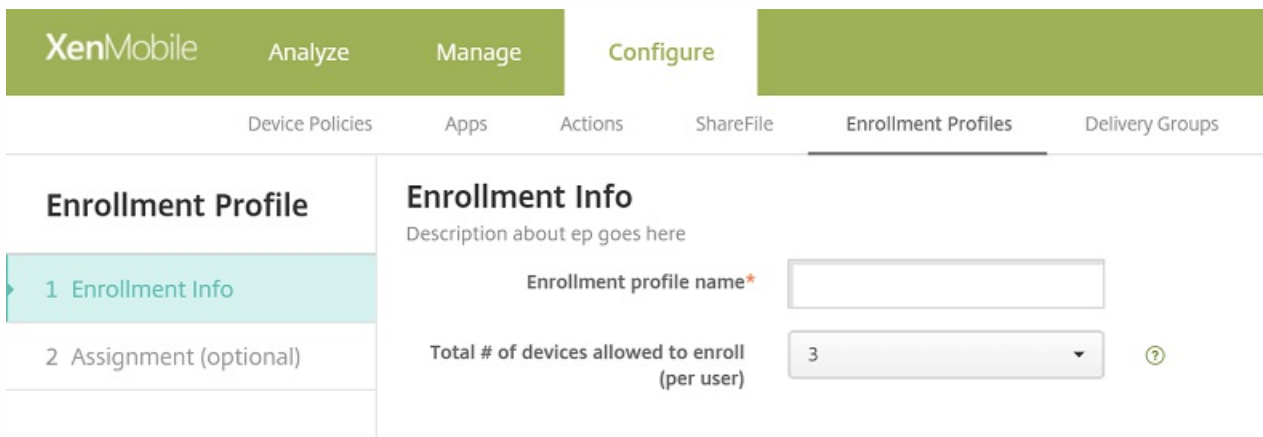 XenMobile Analyze Manage Configure
Device Policies Apps Actions ShareFile Enrollment Profiles Delivery Groups
Enrollment Profile
1 Enrollment Info
2 Assignment (optional)
Enrollment Info
Description about ep goes here
Enrollment profile name*
Total # of devices allowed to enroll
(per user)
3
?